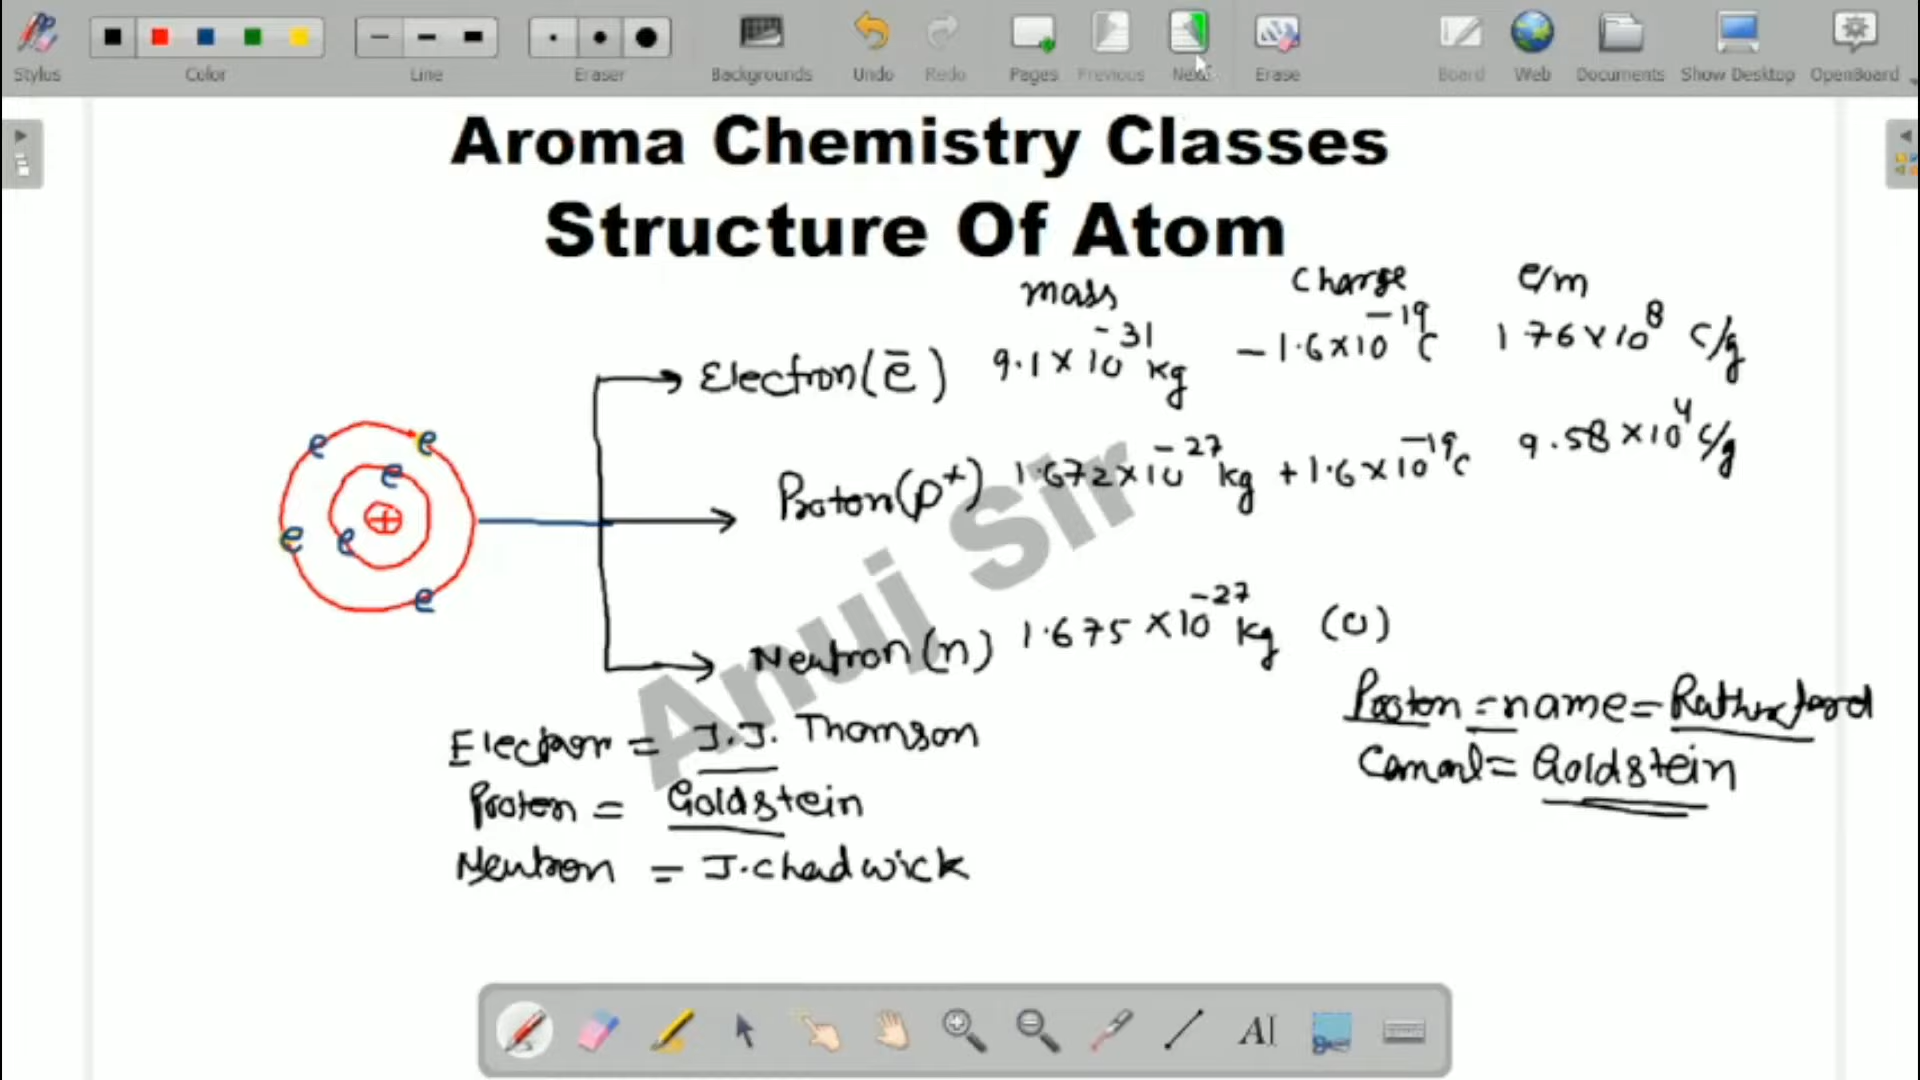 Stylus Color Line Eraser Backgrounds Undo Redo Pages Previous Next Erase Board Web Documents Show Desktop OpenBoard
Aroma Chemistry Classes
Structure Of Atom
mass charge e/m
Electron(ē) 9.1×10⁻³¹ kg −1.6×10⁻¹⁹ C 1.76×10⁸ C/g
Proton(p⁺) 1.672×10⁻²⁷ kg +1.6×10⁻¹⁹ C 9.58×10⁴ C/g
Neutron(n) 1.675×10⁻²⁷ kg (0)
e e
e
e e
e
Anuj Sir
Electron = J.J. Thomson
Proton = Goldstein
Neutron = J.chadwick
Proton = name = Rutherford
= Goldstein